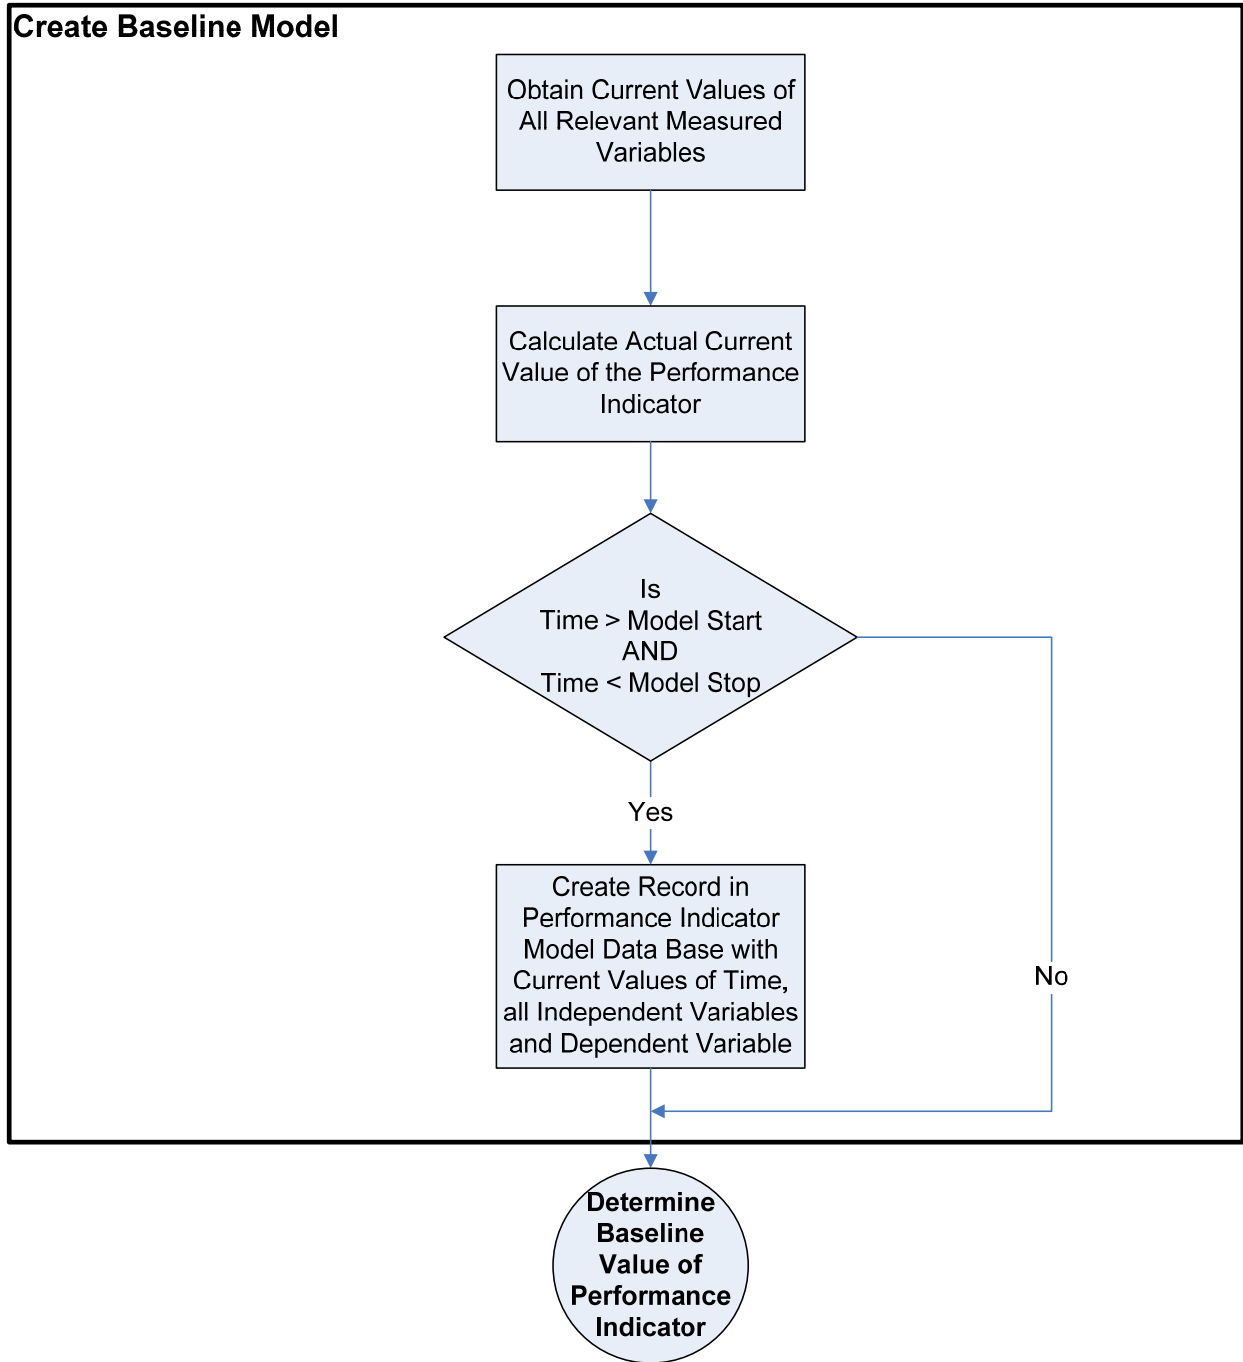 Create Baseline Model
Obtain Current Values of
All Relevant Measured
Variables
Calculate Actual Current
Value of the Performance
Indicator
Is
Time > Model Start
AND
Time < Model Stop
Yes
Create Record in
Performance Indicator
Model Data Base with
Current Values of Time,
all Independent Variables
and Dependent Variable
No
Determine
Baseline
Value of
Performance
Indicator